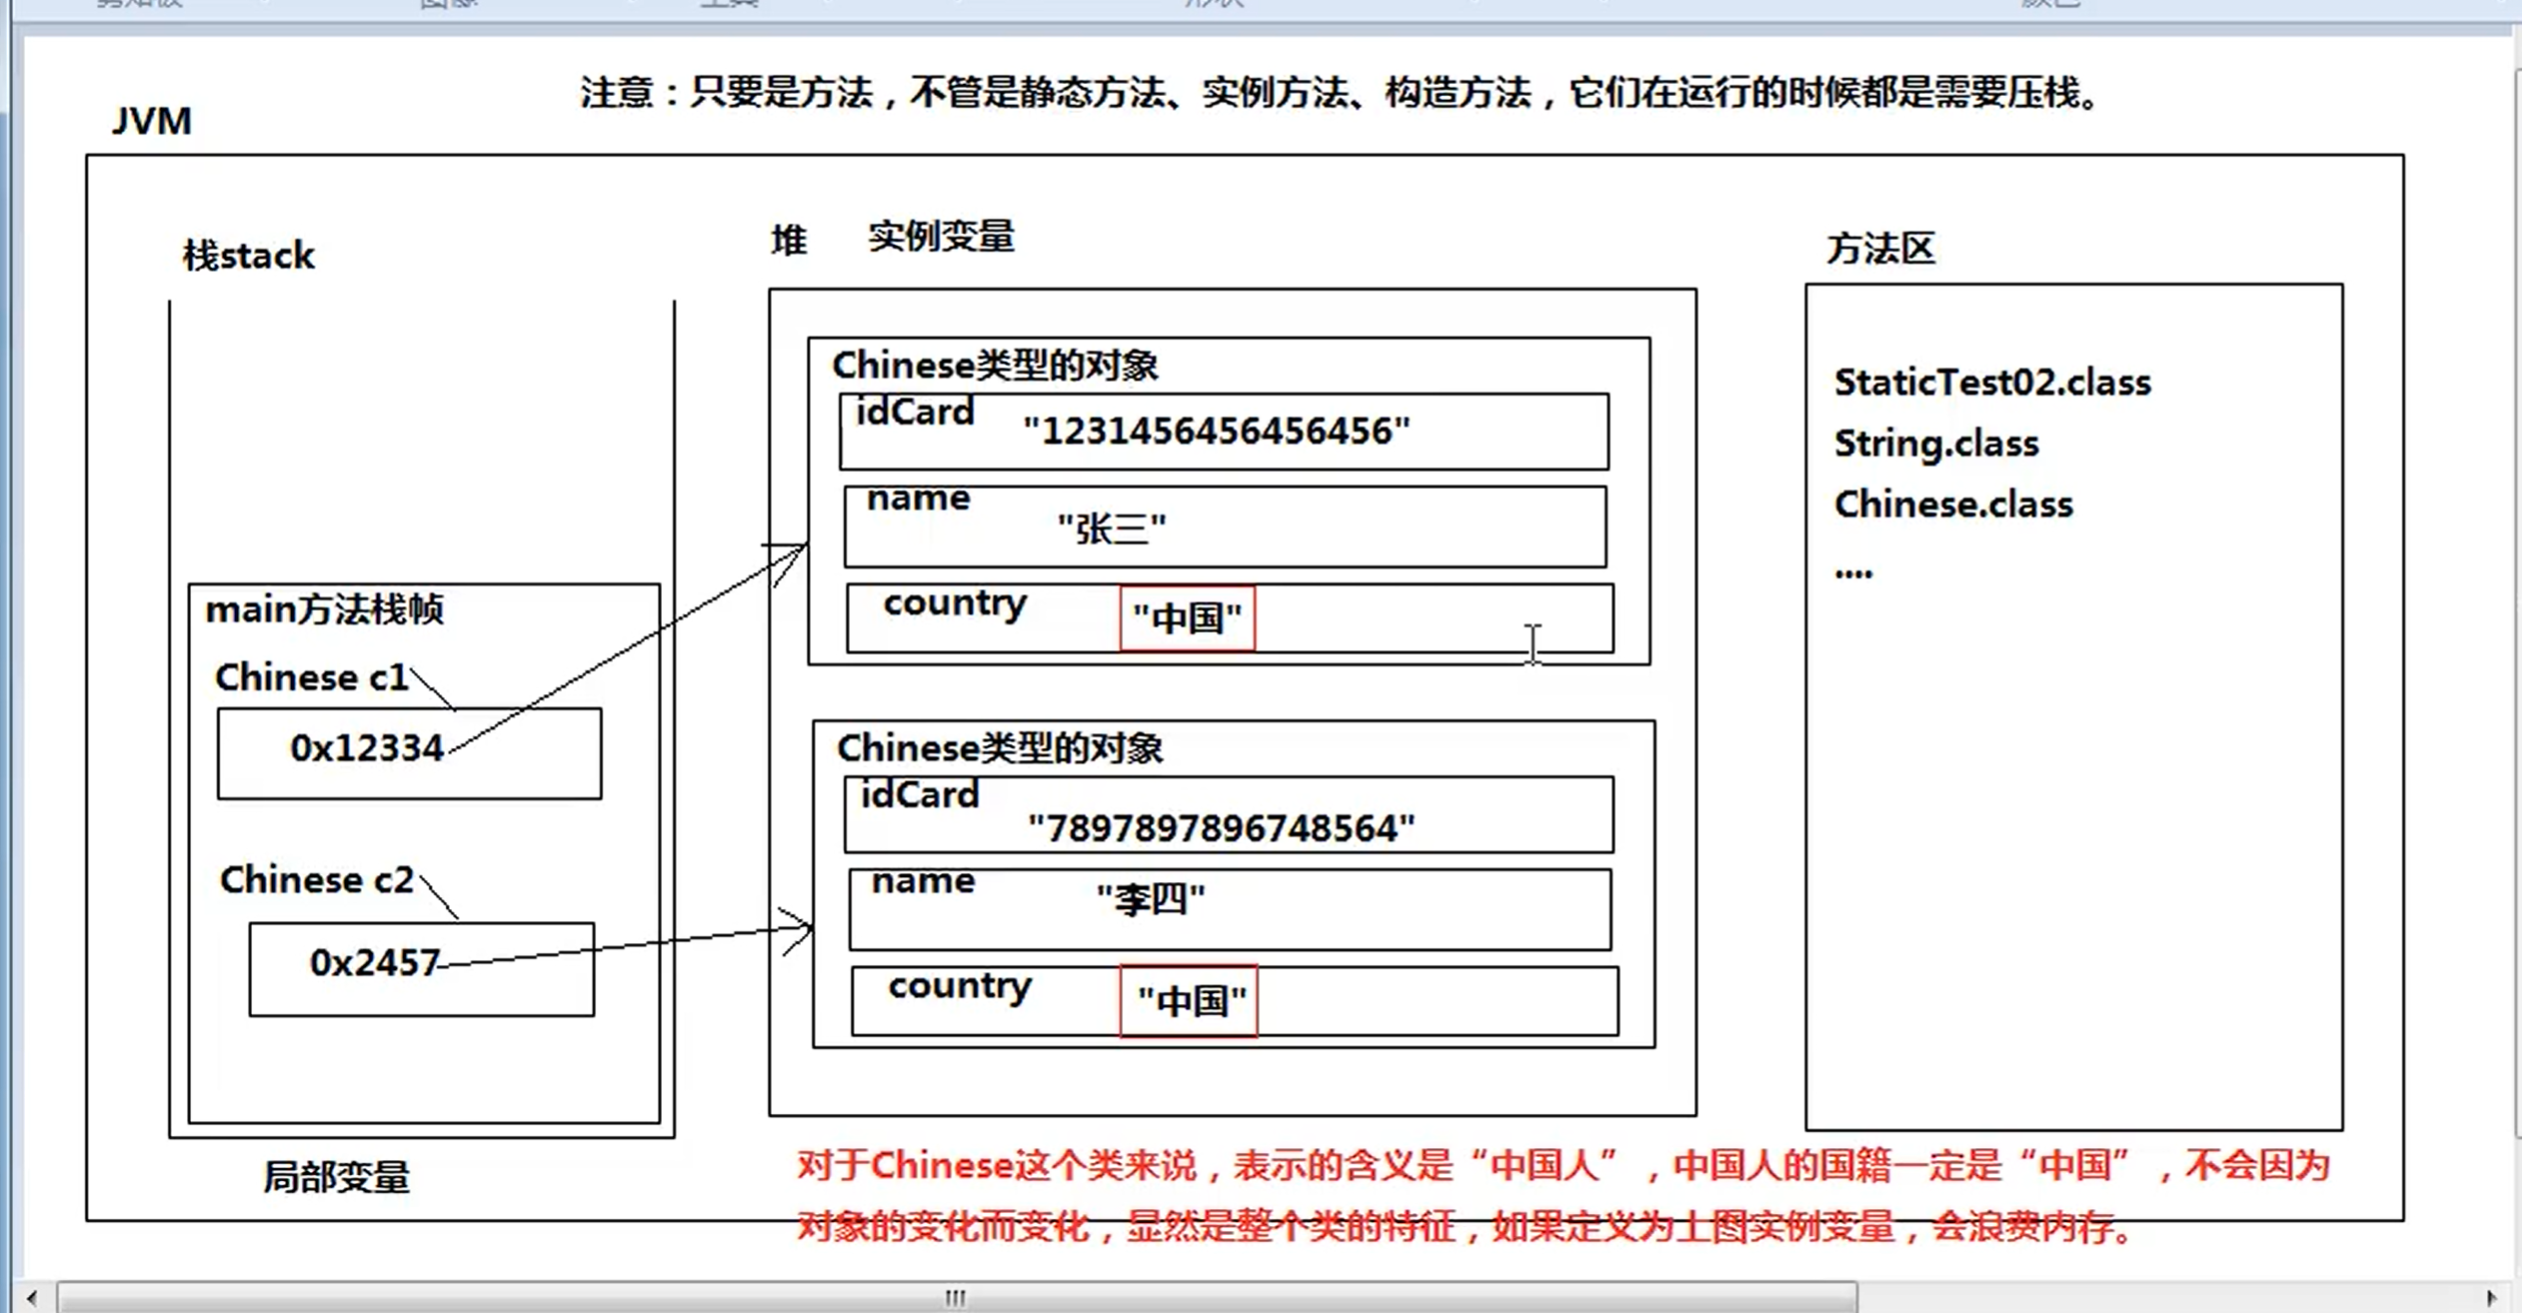 注意：只要是方法，不管是静态方法、实例方法、构造方法，它们在运行的时候都是需要压栈。
JVM
栈stack
堆
实例变量
方法区
Chinese类型的对象
idCard
"1231456456456456"
name
"张三"
country
"中国"
StaticTest02.class
String.class
Chinese.class
....
main方法栈帧
Chinese c1
0x12334
Chinese c2
0x2457
Chinese类型的对象
idCard
"7897897896748564"
name
"李四"
country
"中国"
局部变量
对于Chinese这个类来说，表示的含义是“中国人”，中国人的国籍一定是“中国”，不会因为
对象的变化而变化，显然是整个类的特征，如果定义为上图实例变量，会浪费内存。